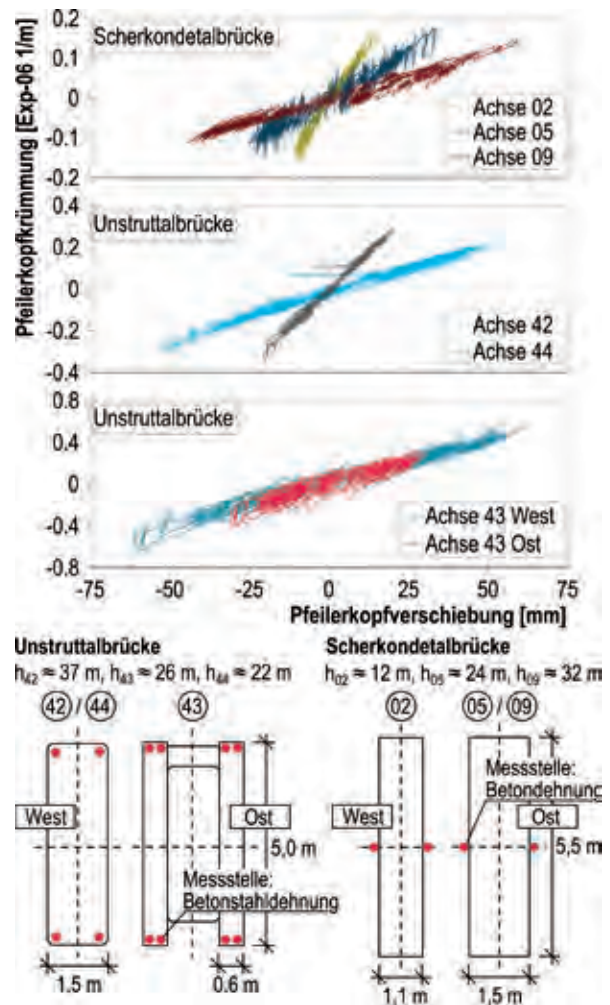 Pfeilerkopfkrümmung [Exp-06 1/m]
0.2
0.1
0
-0.1
-0.2
Scherkondetalbrücke
Achse 02
Achse 05
Achse 09
0.4
0.2
0
-0.2
-0.4
Unstruttalbrücke
Achse 42
Achse 44
0.8
0.4
0
-0.4
-0.8
Unstruttalbrücke
Achse 43 West
Achse 43 Ost
-75 -50 -25 0 25 50 75
Pfeilerkopfverschiebung [mm]
Unstruttalbrücke
h42 ≈ 37 m, h43 ≈ 26 m, h44 ≈ 22 m
42 / 44
43
West
Ost
5,0 m
Messstelle:
Betonstahldehnung
1.5 m
0.6 m
Scherkondetalbrücke
h02 ≈ 12 m, h05 ≈ 24 m, h09 ≈ 32 m
02
05 / 09
Messstelle:
Betondehnung
West
Ost
5,5 m
1,1 m
1,5 m